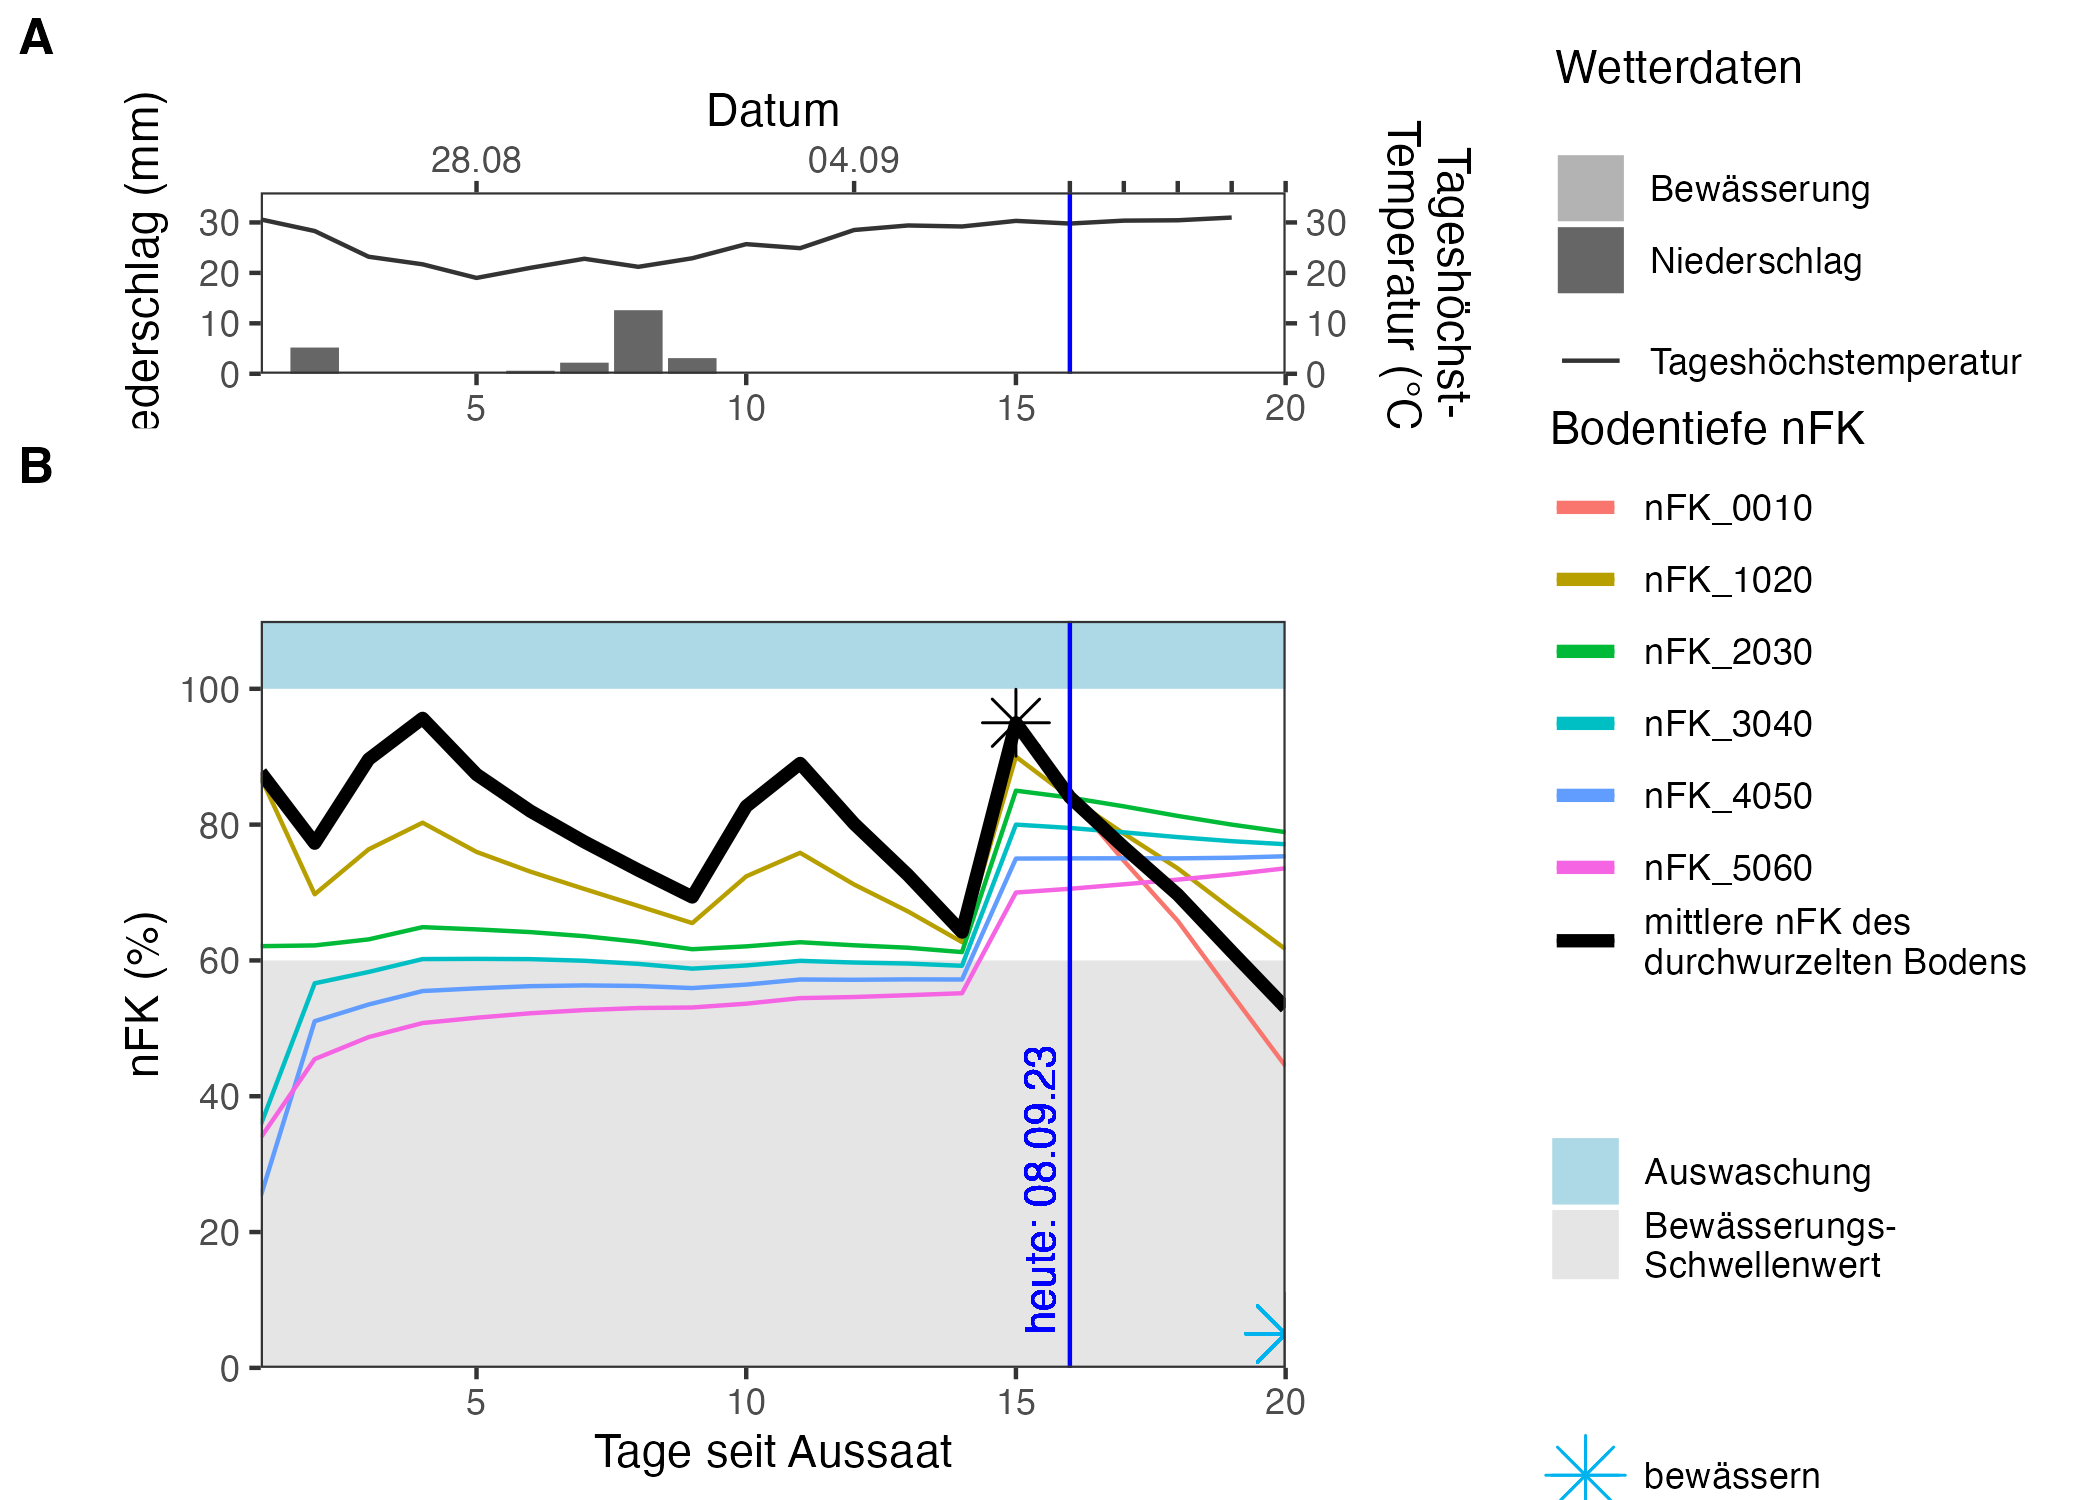 A
Datum
28.08
04.09
ederschlag (mm)
30
20
10
0
30
20
10
0
Tageshöchst-
Temperatur (°C
5
10
15
20
B
nFK (%)
100
80
60
40
20
0
heute: 08.09.23
5
10
15
20
Tage seit Aussaat
Wetterdaten
Bewässerung
Niederschlag
Tageshöchstemperatur
Bodentiefe nFK
nFK_0010
nFK_1020
nFK_2030
nFK_3040
nFK_4050
nFK_5060
mittlere nFK des
durchwurzelten Bodens
Auswaschung
Bewässerungs-
Schwellenwert
bewässern